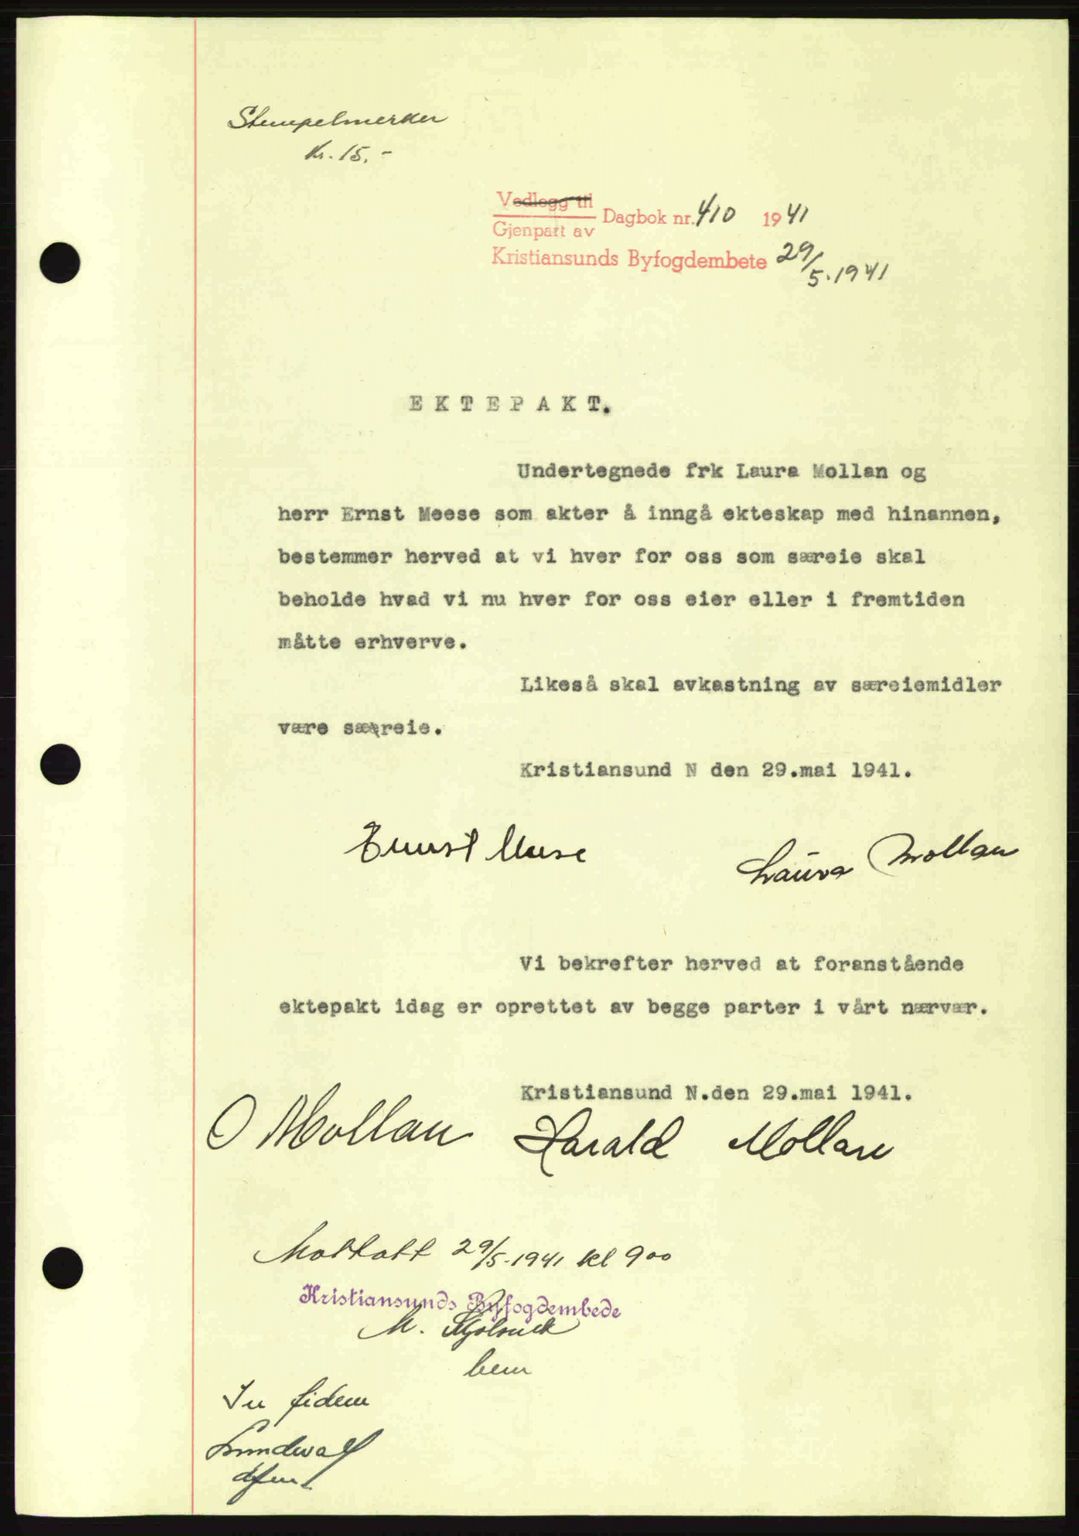 Stempelmerker
Kr. 15.-
Vedlegg til
Gjenpart av
Dagbok nr. 410 1941
Kristiansunds Byfogdembete 29/5.1941
EKTEPAKT.
Undertegnede frk Laura Mollan og
herr Ernst Meese som akter å inngå ekteskap med hinannen,
bestemmer herved at vi hver for oss som særeie skal
beholde hvad vi nu hver for oss eier eller i fremtiden
måtte erhverve.
Likeså skal avkastning av særeiemidler
være særeie.
Kristiansund N den 29.mai 1941.
Ernst Meese Laura Mollan
Vi bekrefter herved at foranstående
ektepakt idag er oprettet av begge parter i vårt nærvær.
Kristiansund N.den 29.mai 1941.
O Mollan Harald Mollan
Mottatt 29/5-1941 kl 9oo
Kristiansunds Byfogdembede
M.
In fidem